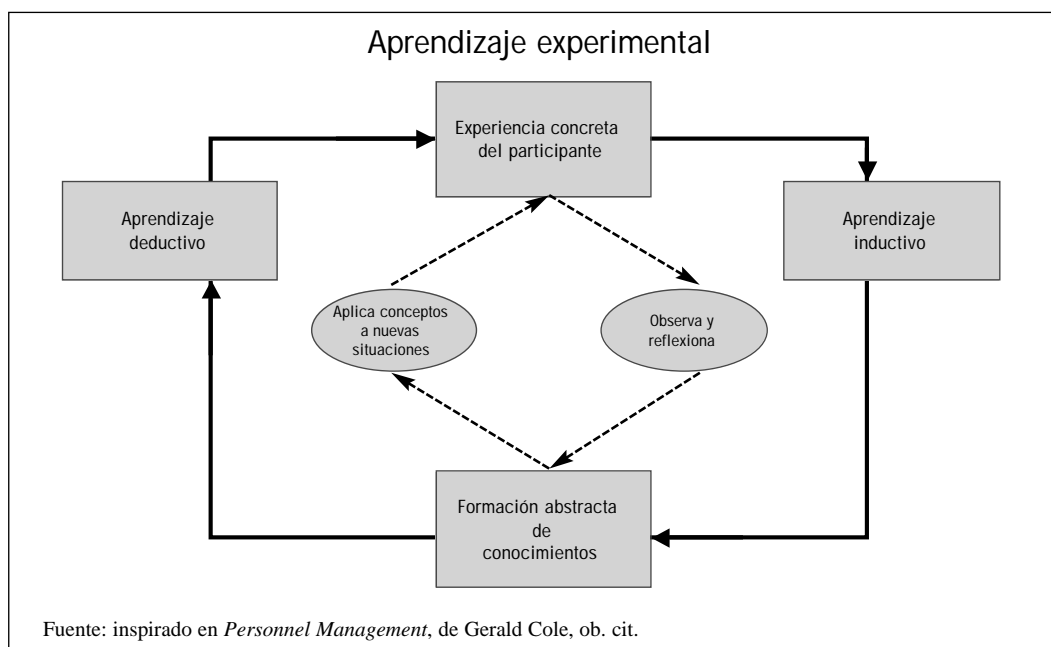 Aprendizaje experimental
Experiencia concreta
del participante
Aprendizaje
deductivo
Aprendizaje
inductivo
Aplica conceptos
a nuevas
situaciones
Observa y
reflexiona
Formación abstracta
de
conocimientos
Fuente: inspirado en Personnel Management, de Gerald Cole, ob. cit.